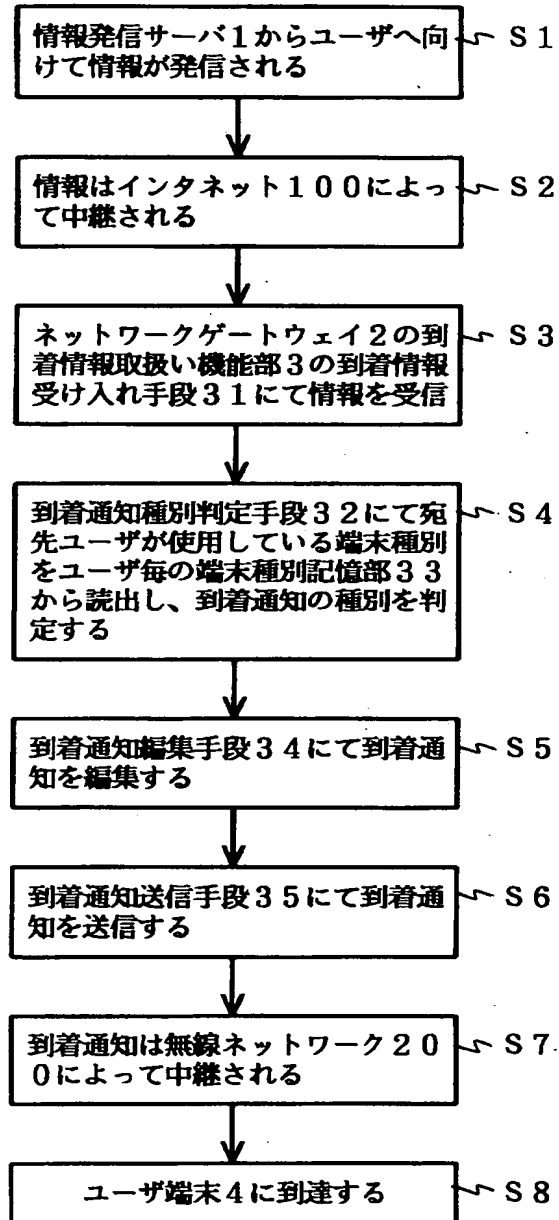 情報発信サーバ１からユーザへ向 Ｓ１
けて情報が発信される
情報はインタネット１００によっ Ｓ２
て中継される
ネットワークゲートウェイ２の到 Ｓ３
着情報取扱い機能部３の到着情報
受け入れ手段３１にて情報を受信
到着通知種別判定手段３２にて宛 Ｓ４
先ユーザが使用している端末種別
をユーザ毎の端末種別記憶部３３
から読出し、到着通知の種別を判
定する
到着通知編集手段３４にて到着通 Ｓ５
知を編集する
到着通知送信手段３５にて到着通 Ｓ６
知を送信する
到着通知は無線ネットワーク２０ Ｓ７
０によって中継される
ユーザ端末４に到達する Ｓ８